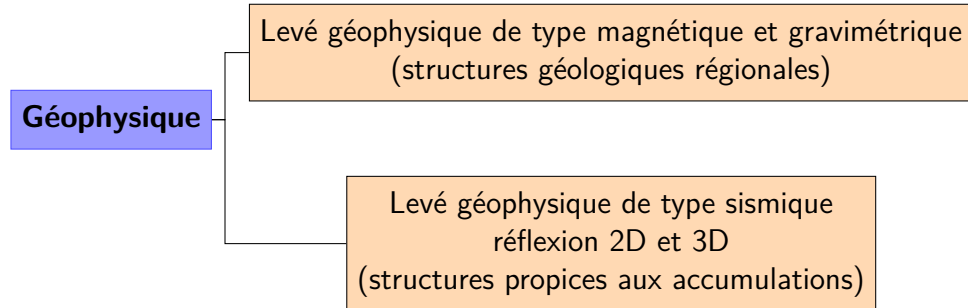 Géophysique
Levé géophysique de type magnétique et gravimétrique
(structures géologiques régionales)
Levé géophysique de type sismique
réflexion 2D et 3D
(structures propices aux accumulations)